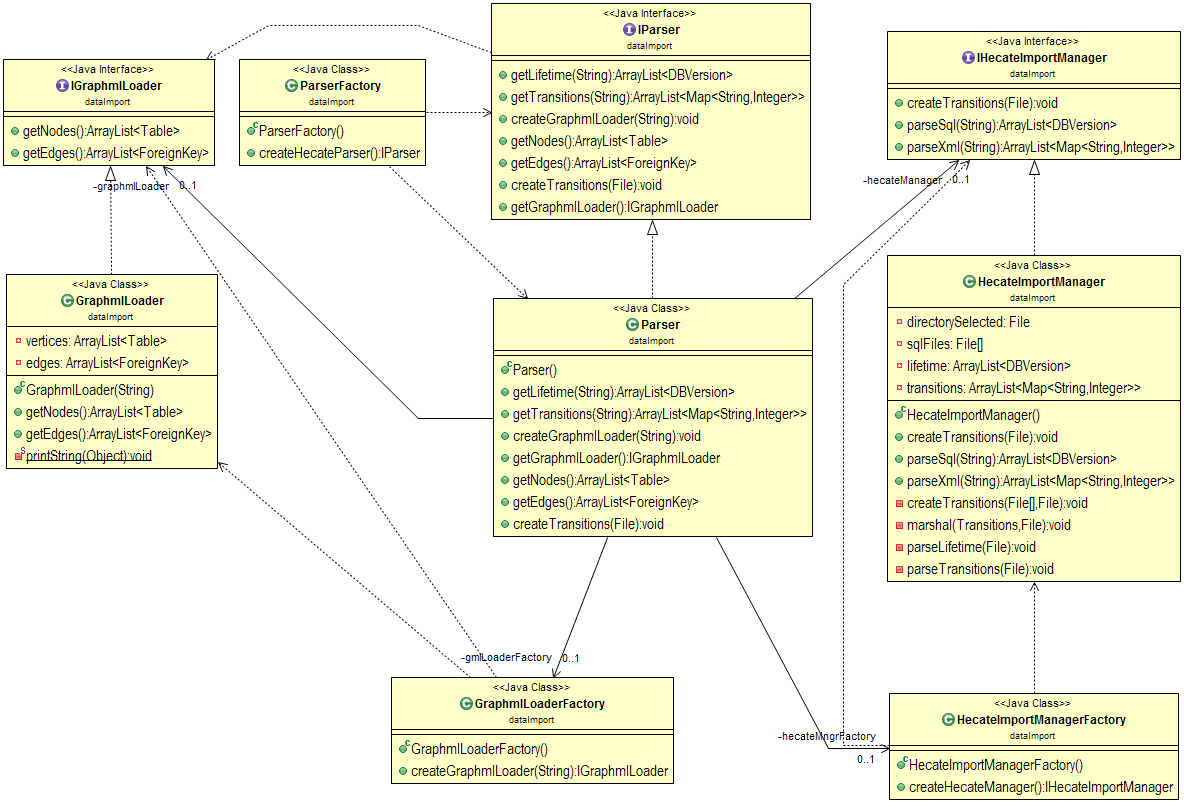 <<Java Interface>>
IParser
dataImport
getLifetime(String):ArrayList<DBVersion>
getTransitions(String):ArrayList<Map<String,Integer>>
createGraphmlLoader(String):void
getNodes():ArrayList<Table>
getEdges():ArrayList<ForeignKey>
createTransitions(File):void
getGraphmlLoader():IGraphmlLoader
<<Java Interface>>
IHecateImportManager
dataImport
createTransitions(File):void
parseSql(String):ArrayList<DBVersion>
parseXml(String):ArrayList<Map<String,Integer>>
<<Java Interface>>
IGraphmlLoader
dataImport
getNodes():ArrayList<Table>
getEdges():ArrayList<ForeignKey>
<<Java Class>>
ParserFactory
dataImport
ParserFactory()
createHecateParser():IParser
-graphmlLoader 0..1
-hecateManager 0..1
<<Java Class>>
GraphmlLoader
dataImport
vertices: ArrayList<Table>
edges: ArrayList<ForeignKey>
GraphmlLoader(String)
getNodes():ArrayList<Table>
getEdges():ArrayList<ForeignKey>
printString(Object):void
<<Java Class>>
Parser
dataImport
Parser()
getLifetime(String):ArrayList<DBVersion>
getTransitions(String):ArrayList<Map<String,Integer>>
createGraphmlLoader(String):void
getGraphmlLoader():IGraphmlLoader
getNodes():ArrayList<Table>
getEdges():ArrayList<ForeignKey>
createTransitions(File):void
<<Java Class>>
HecateImportManager
dataImport
directorySelected: File
sqlFiles: File[]
lifetime: ArrayList<DBVersion>
transitions: ArrayList<Map<String,Integer>>
HecateImportManager()
createTransitions(File):void
parseSql(String):ArrayList<DBVersion>
parseXml(String):ArrayList<Map<String,Integer>>
createTransitions(File[],File):void
marshal(Transitions,File):void
parseLifetime(File):void
parseTransitions(File):void
-gmlLoaderFactory 0..1
<<Java Class>>
GraphmlLoaderFactory
dataImport
GraphmlLoaderFactory()
createGraphmlLoader(String):IGraphmlLoader
-hecateMngrFactory
0..1
<<Java Class>>
HecateImportManagerFactory
dataImport
HecateImportManagerFactory()
createHecateManager():IHecateImportManager